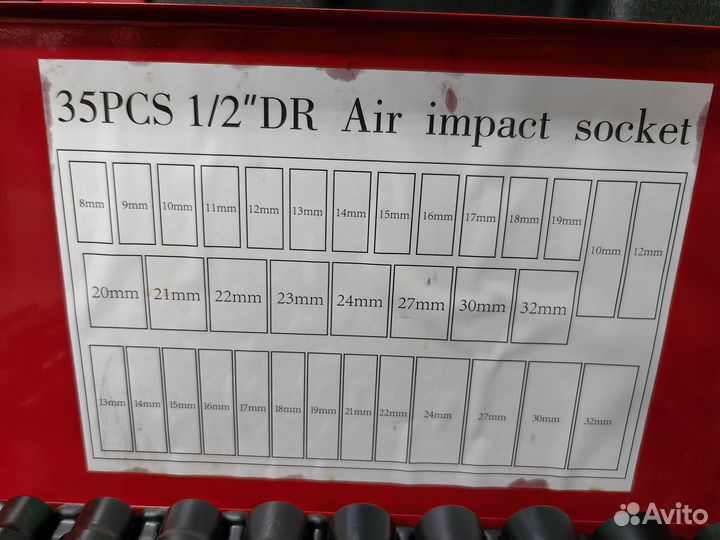 35PCS 1/2"DR Air impact socket
8mm 9mm 10mm 11mm 12mm 13mm 14mm 15mm 16mm 17mm 18mm 19mm 10mm 12mm
20mm 21mm 22mm 23mm 24mm 27mm 30mm 32mm
13mm 14mm 15mm 16mm 17mm 18mm 19mm 21mm 22mm 24mm 27mm 30mm 32mm
Avito